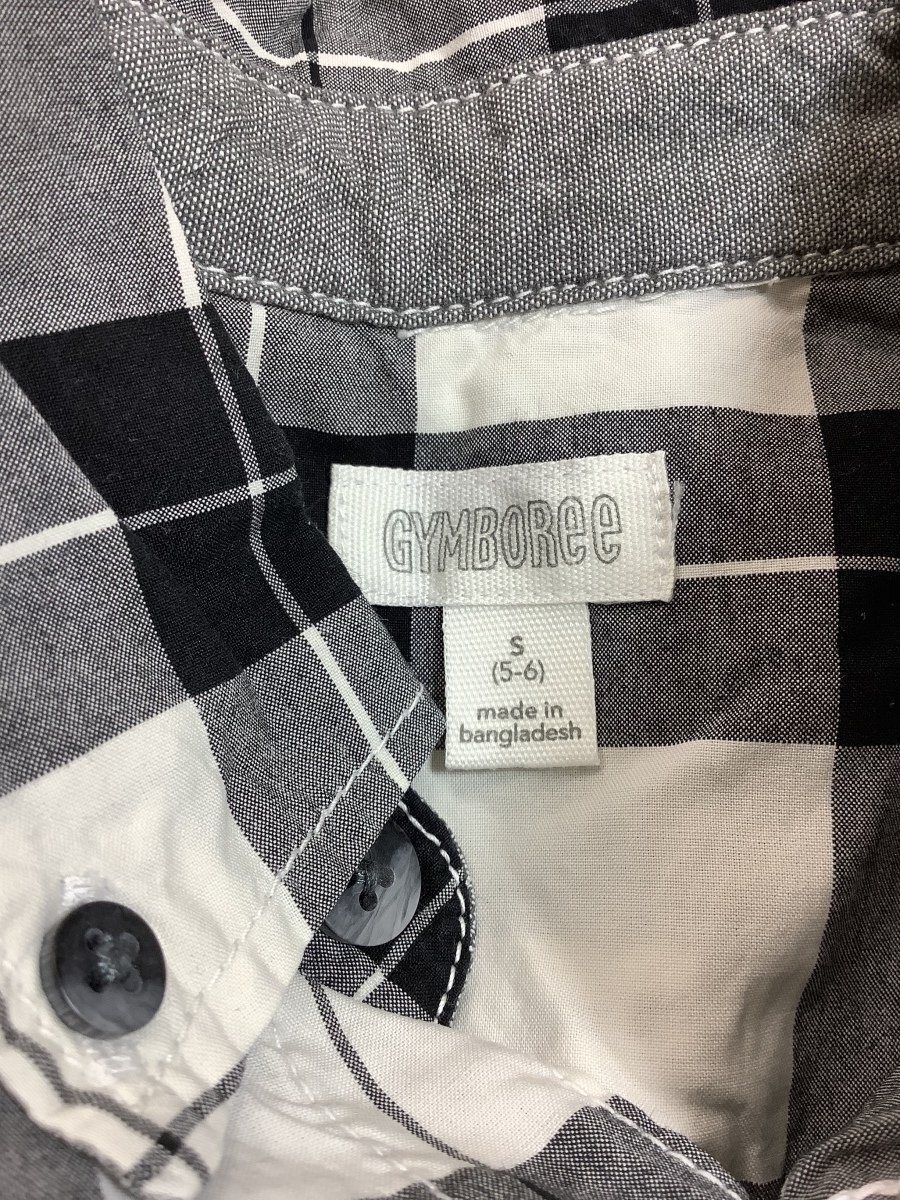 GYMBOREE
S
(5-6)
made in
bangladesh